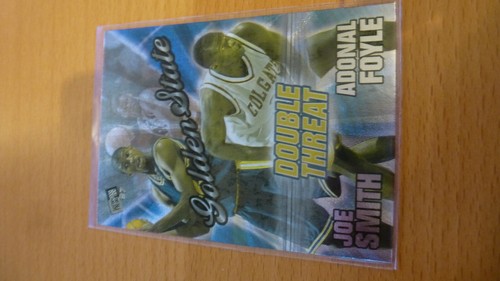 Golden State
COLGATE
DOUBLE
THREAT
JOE
SMITH
ADONAL
FOYLE